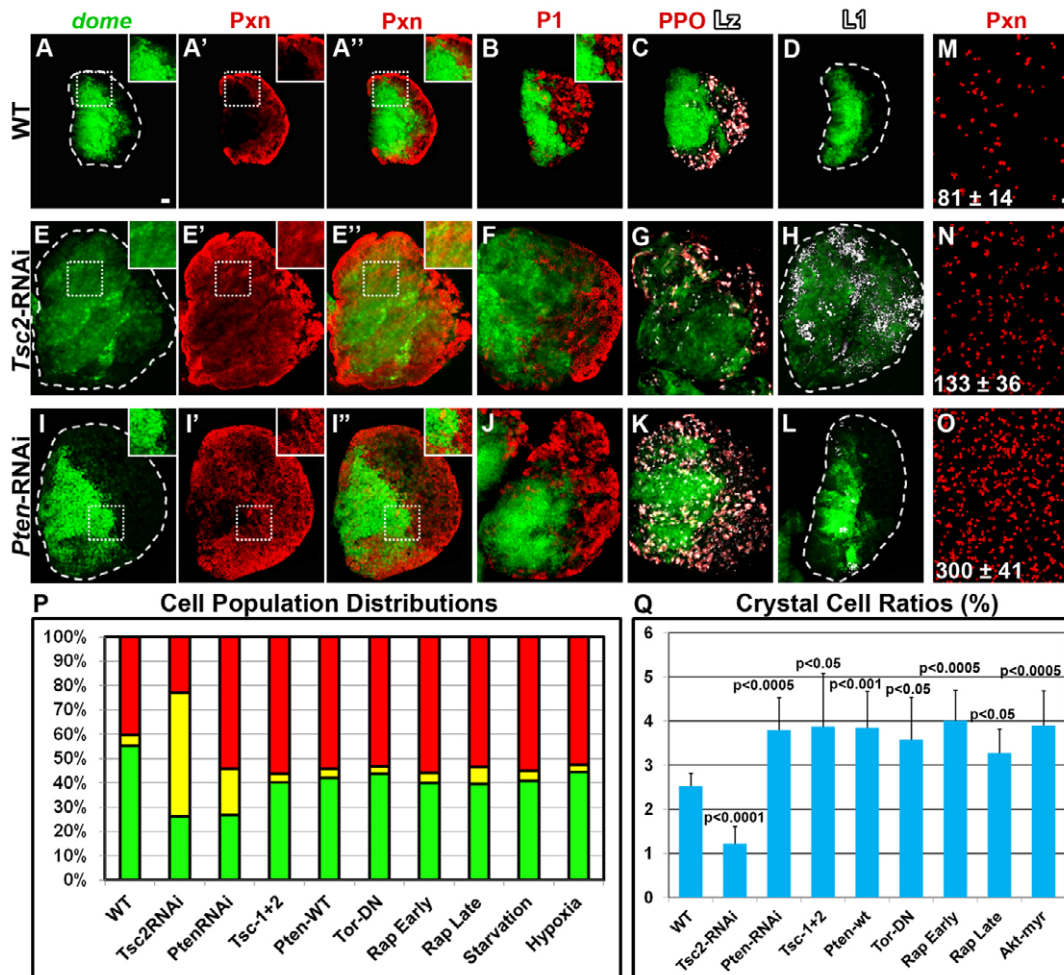 dome Pxn Pxn P1 PPO Lz L1 Pxn
WT
A A' A'' B C D M
81 ± 14
Tsc2-RNAi
E E' E'' F G H N
133 ± 36
Pten-RNAi
I I' I'' J K L O
300 ± 41
P Cell Population Distributions
100%
90%
80%
70%
60%
50%
40%
30%
20%
10%
0%
WT Tsc2RNAi PtenRNAi Tsc-1+2 Pten-WT Tor-DN Rap Early Rap Late Starvation Hypoxia
Q Crystal Cell Ratios (%)
6
5
4
3
2
1
0
p<0.0001 p<0.0005 p<0.05 p<0.001 p<0.05 p<0.0005 p<0.05 p<0.0005
WT Tsc2-RNAi Pten-RNAi Tsc-1+2 Pten-wt Tor-DN Rap Early Rap Late Akt-myr